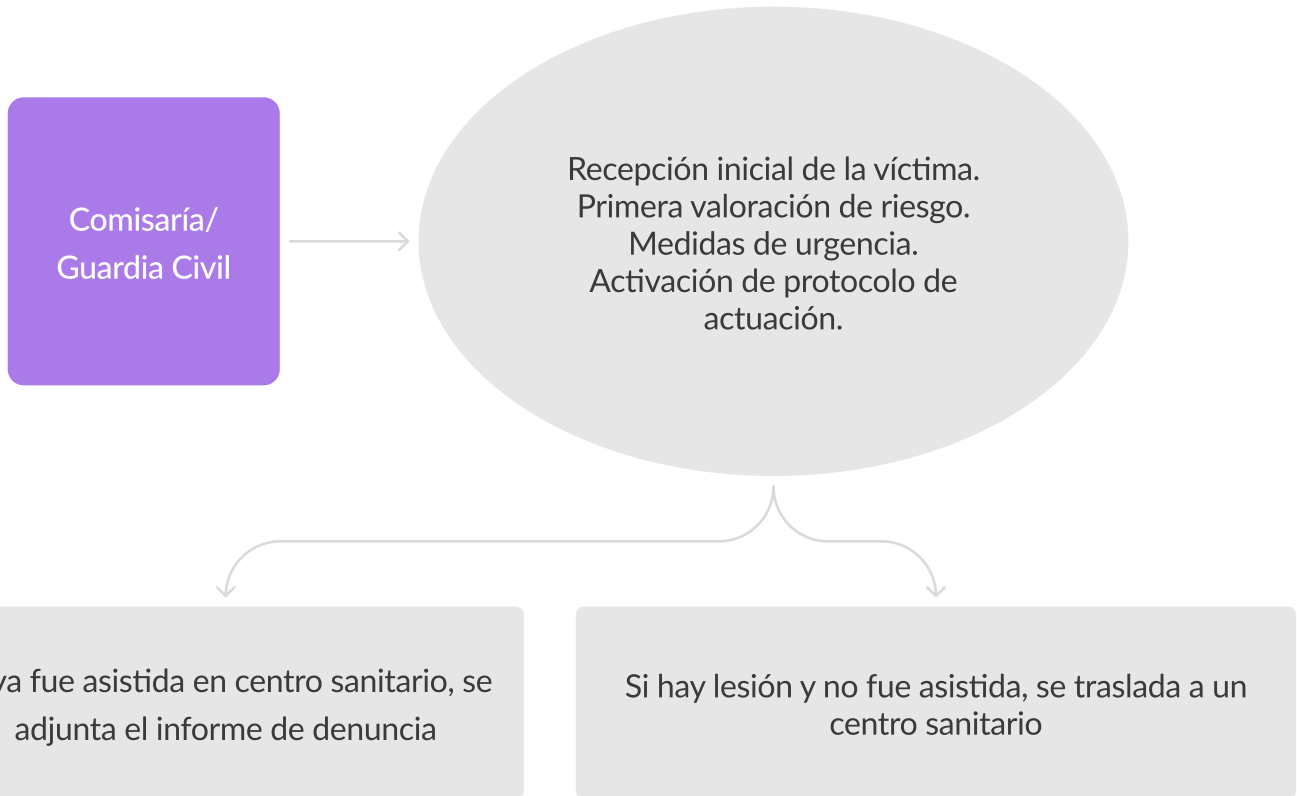 Comisaría/
Guardia Civil
Recepción inicial de la víctima.
Primera valoración de riesgo.
Medidas de urgencia.
Activación de protocolo de
actuación.
ya fue asistida en centro sanitario, se
adjunta el informe de denuncia
Si hay lesión y no fue asistida, se traslada a un
centro sanitario